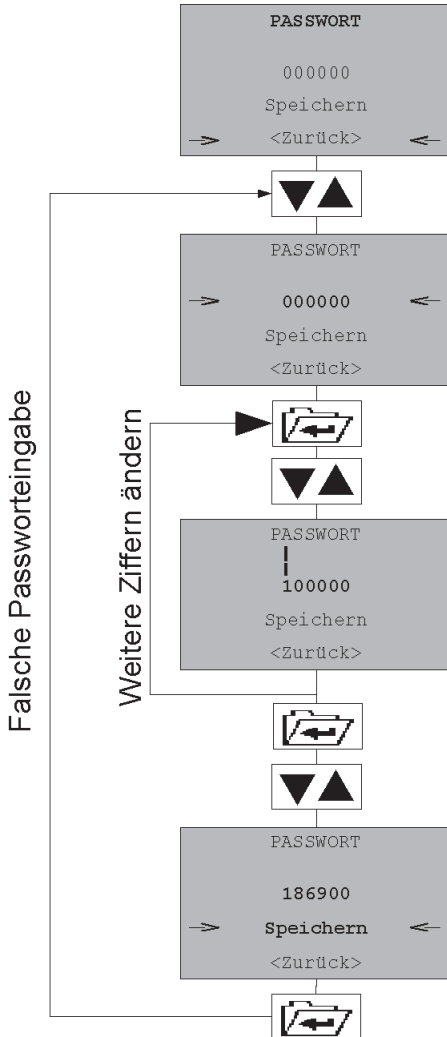 PASSWORT
000000
Speichern
<Zurück>
PASSWORT
000000
Speichern
<Zurück>
PASSWORT
100000
Speichern
<Zurück>
PASSWORT
186900
Speichern
<Zurück>
Falsche Passworteingabe
Weitere Ziffern ändern